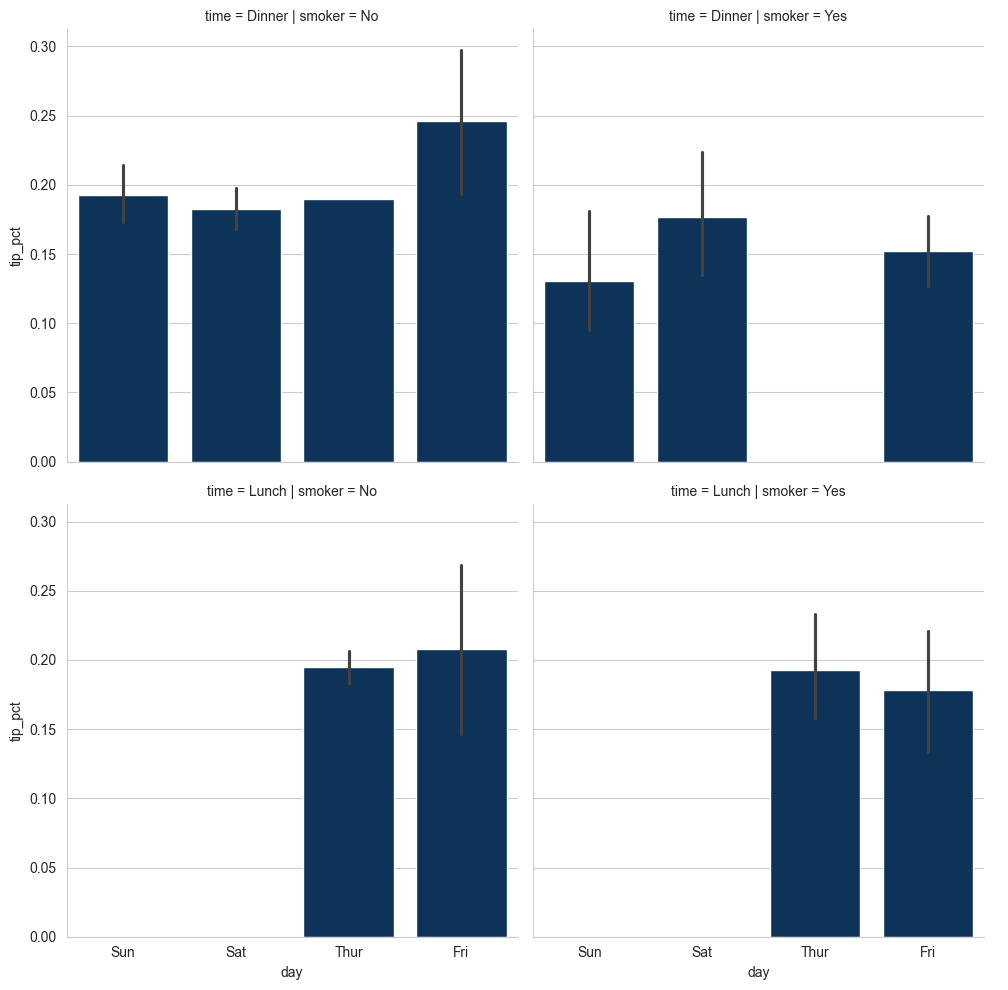 time = Dinner | smoker = No
time = Dinner | smoker = Yes
0.30
0.25
0.20
0.15
0.10
0.05
0.00
tip_pct
time = Lunch | smoker = No
time = Lunch | smoker = Yes
0.30
0.25
0.20
0.15
0.10
0.05
0.00
tip_pct
Sun Sat Thur Fri
Sun Sat Thur Fri
day
day